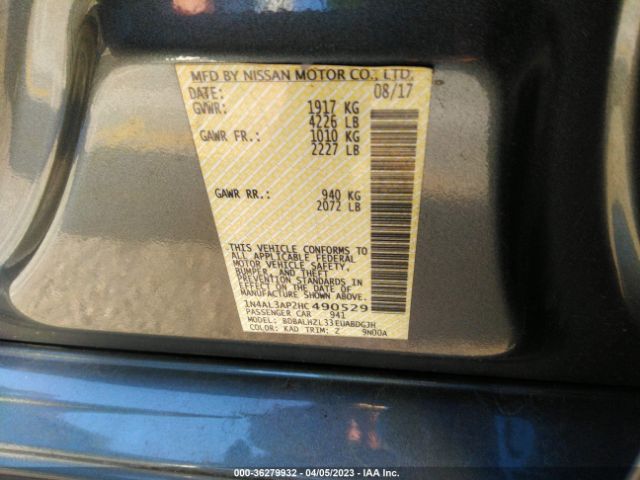 MFD BY NISSAN MOTOR CO., LTD.
DATE: 08/17
GVWR: 1917 KG
4226 LB
GAWR FR.: 1010 KG
2227 LB
GAWR RR.: 940 KG
2072 LB
THIS VEHICLE CONFORMS TO
ALL APPLICABLE FEDERAL
MOTOR VEHICLE SAFETY,
BUMPER, AND THEFT
PREVENTION STANDARDS
IN EFFECT ON THE DATE OF
MANUFACTURE SHOWN ABOVE.
1N4AL3AP2HC490529
PASSENGER CAR 941
MODEL: BDBALHZL33EUABDGJH
COLOR: KAD TRIM: Z 9N00A
000-36279932 - 04/05/2023 - IAA Inc.